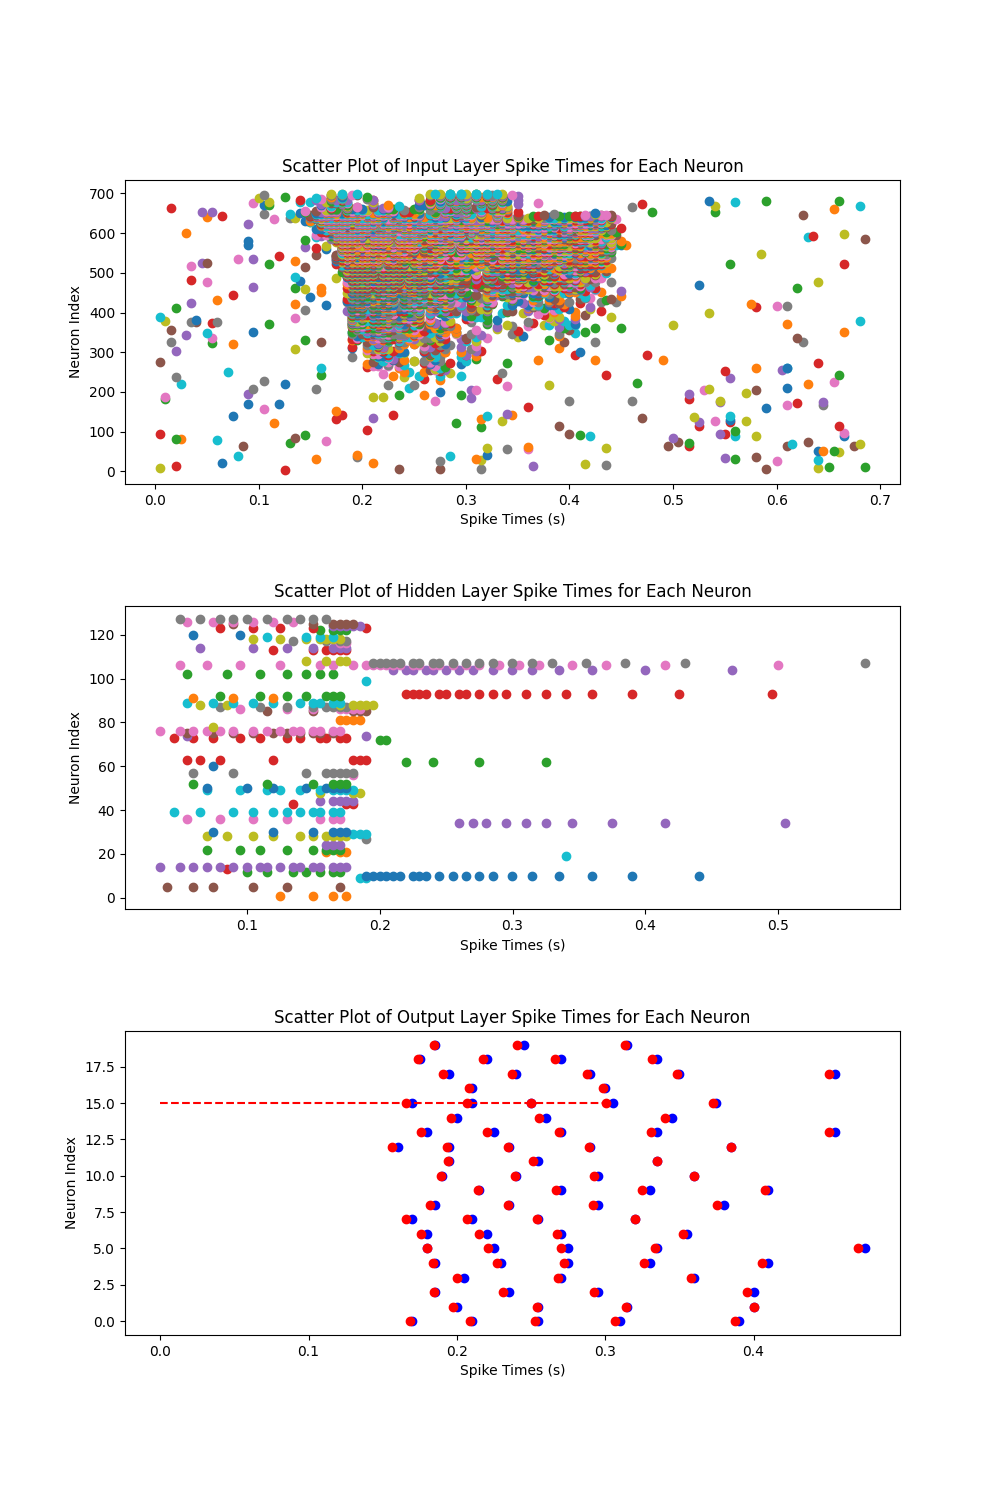 Scatter Plot of Input Layer Spike Times for Each Neuron
700
600
500
400
300
200
100
0
Neuron Index
0.0 0.1 0.2 0.3 0.4 0.5 0.6 0.7
Spike Times (s)
Scatter Plot of Hidden Layer Spike Times for Each Neuron
120
100
80
60
40
20
0
Neuron Index
0.1 0.2 0.3 0.4 0.5
Spike Times (s)
Scatter Plot of Output Layer Spike Times for Each Neuron
17.5
15.0
12.5
10.0
7.5
5.0
2.5
0.0
Neuron Index
0.0 0.1 0.2 0.3 0.4
Spike Times (s)